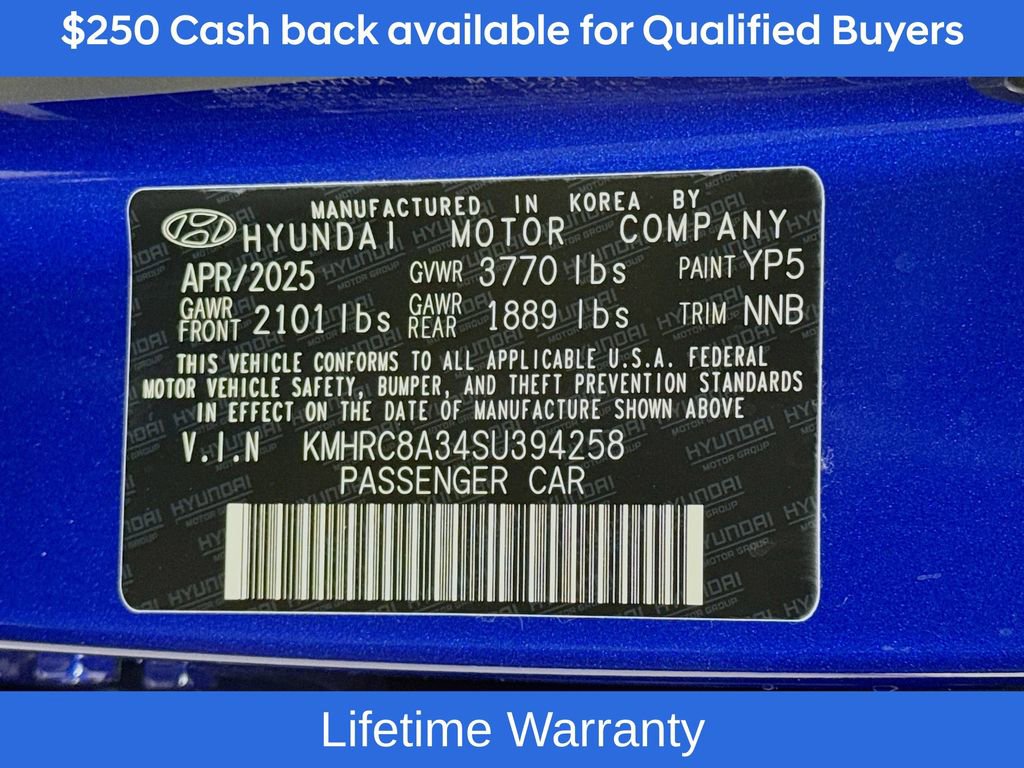 $250 Cash back available for Qualified Buyers
MANUFACTURED IN KOREA BY
HYUNDAI MOTOR COMPANY
APR/2025 GVWR 3770 lbs PAINT YP5
GAWR FRONT 2101 lbs GAWR REAR 1889 lbs TRIM NNB
THIS VEHICLE CONFORMS TO ALL APPLICABLE U.S.A. FEDERAL
MOTOR VEHICLE SAFETY, BUMPER, AND THEFT PREVENTION STANDARDS
IN EFFECT ON THE DATE OF MANUFACTURE SHOWN ABOVE
V.I.N KMHRC8A34SU394258
PASSENGER CAR
HYUNDAI
MOTOR GROUP
Lifetime Warranty